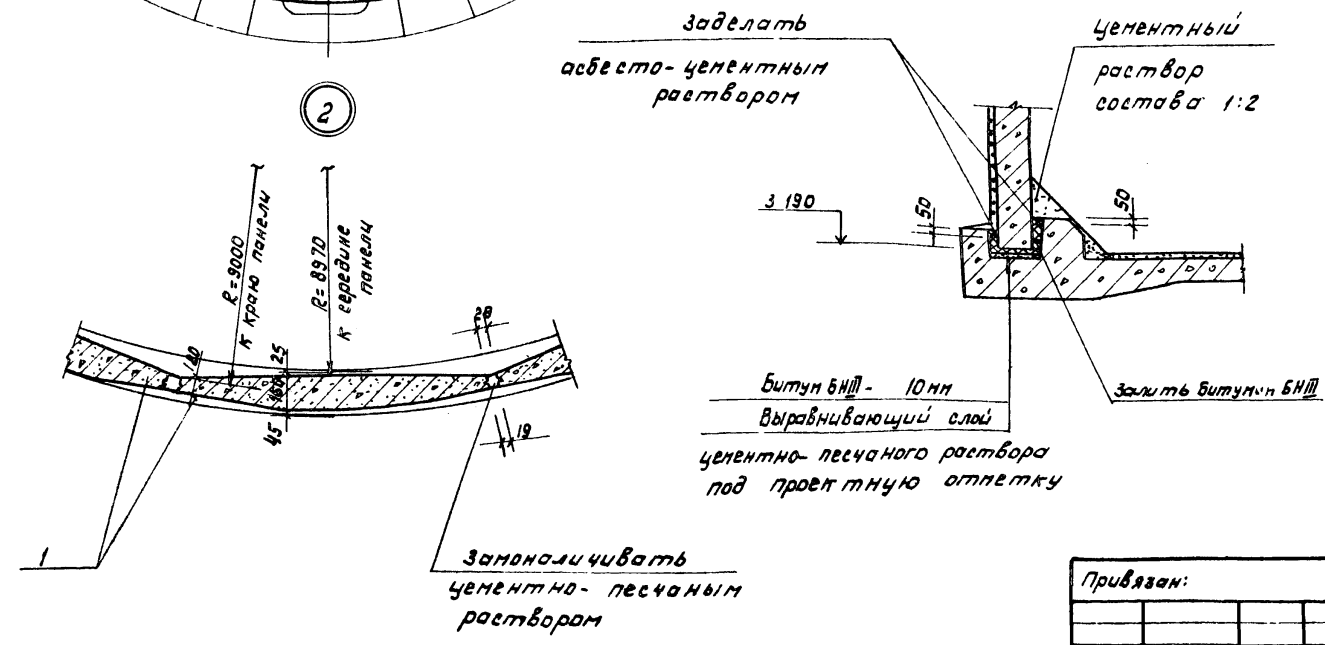 Заделать
асбесто-цементным
раствором
Цементный
раствор
состава 1:2
2
R=9000
к краю панели
R=8970
к середине
панели
3.190
50
50
28
140
25
160
45
19
Битум БНIII - 10мм
Выравнивающий слой
цементно-песчаного раствора
под проектную отметку
Залить битумом БНIII
1
Замоноличивать
цементно-песчаным
раствором
Привязан: